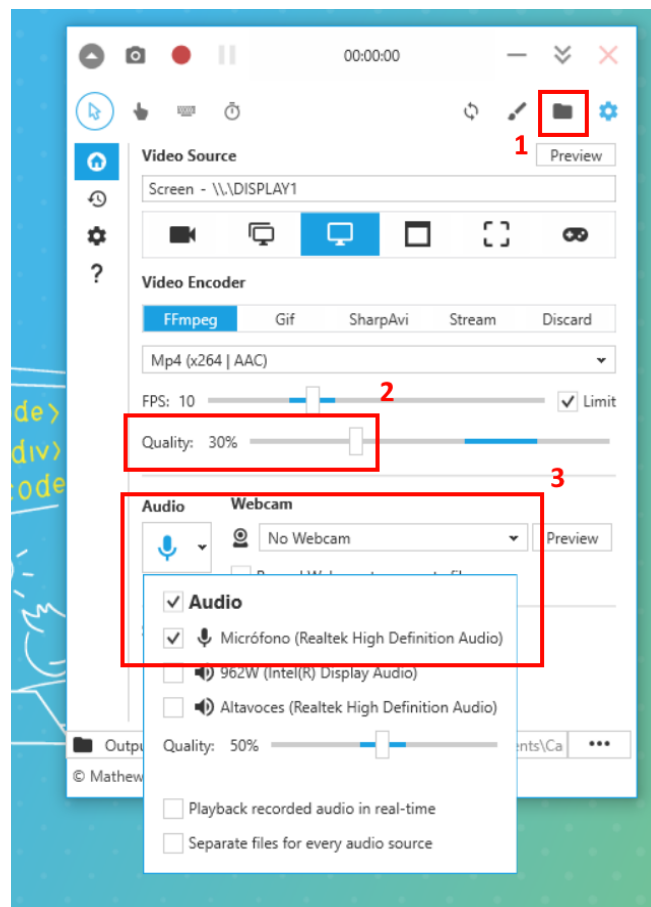 00:00:00
1
Video Source
Preview
Screen - \\.\DISPLAY1
?
Video Encoder
FFmpeg Gif SharpAvi Stream Discard
Mp4 (x264 | AAC)
2
FPS: 10 Limit
de>
Quality: 30%
div>
code
3
Audio Webcam
No Webcam Preview
Audio
Micrófono (Realtek High Definition Audio)
962W (Intel(R) Display Audio)
Altavoces (Realtek High Definition Audio)
Outpu ents\Ca •••
Quality: 50%
© Mathew
Playback recorded audio in real-time
Separate files for every audio source